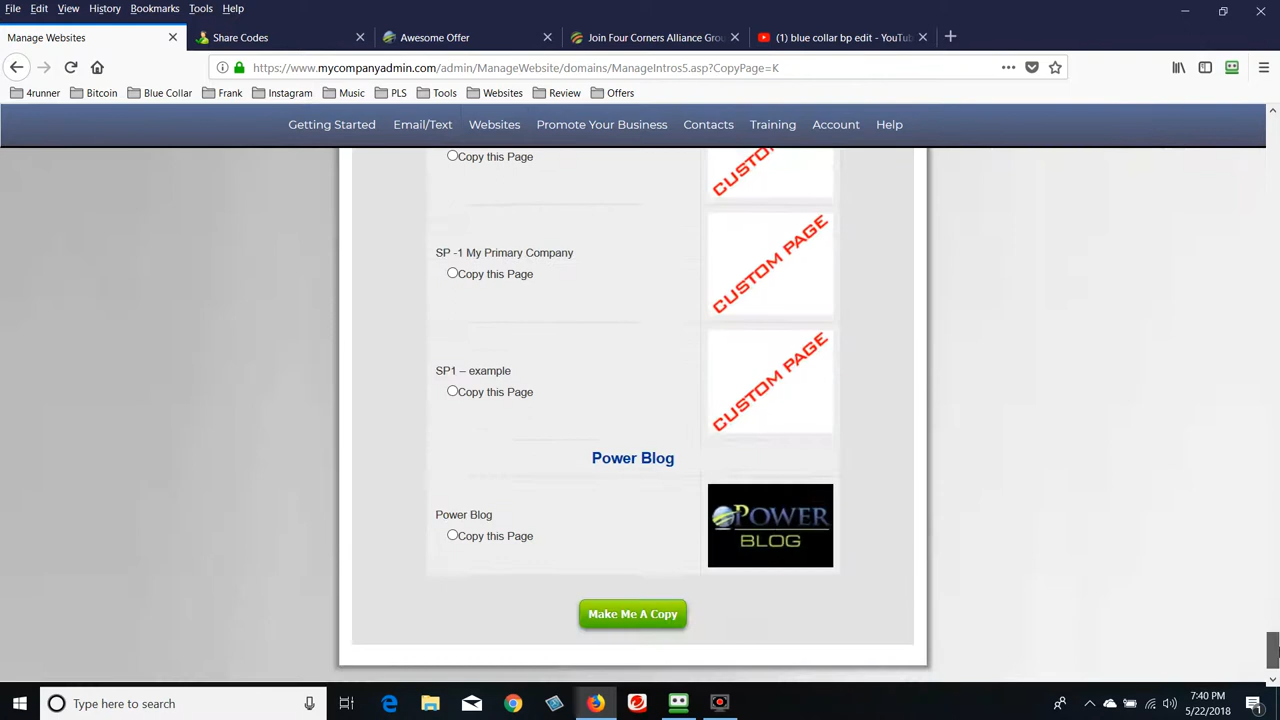 File Edit View History Bookmarks Tools Help
Manage Websites
Share Codes
Awesome Offer
Join Four Corners Alliance Gro
(1) blue collar bp edit - YouTub
https://www.mycompanyadmin.com/admin/ManageWebsite/domains/ManageIntros5.asp?CopyPage=K
4runner Bitcoin Blue Collar Frank Instagram Music PLS Tools Websites Review Offers
Getting Started Email/Text Websites Promote Your Business Contacts Training Account Help
Copy this Page
CUSTOM PAGE
SP -1 My Primary Company
Copy this Page
CUSTOM PAGE
SP1 – example
Copy this Page
CUSTOM PAGE
Power Blog
Power Blog
Copy this Page
POWER
BLOG
Make Me A Copy
Type here to search
7:40 PM
5/22/2018
1